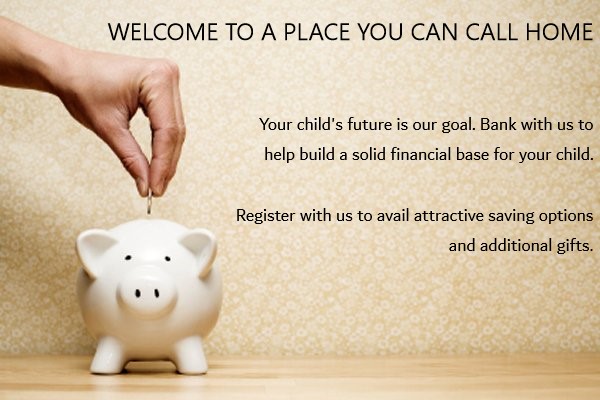 WELCOME TO A PLACE YOU CAN CALL HOME
Your child's future is our goal. Bank with us to
help build a solid financial base for your child.
Register with us to avail attractive saving options
and additional gifts.